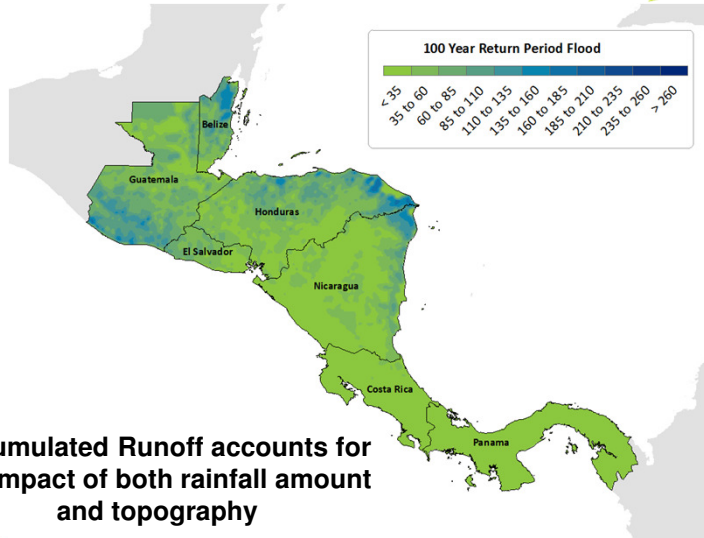 100 Year Return Period Flood
< 35
35 to 60
60 to 85
85 to 110
110 to 135
135 to 160
160 to 185
185 to 210
210 to 235
235 to 260
> 260
Belize
Guatemala
Honduras
El Salvador
Nicaragua
Costa Rica
Panama
umulated Runoff accounts for
mpact of both rainfall amount
and topography